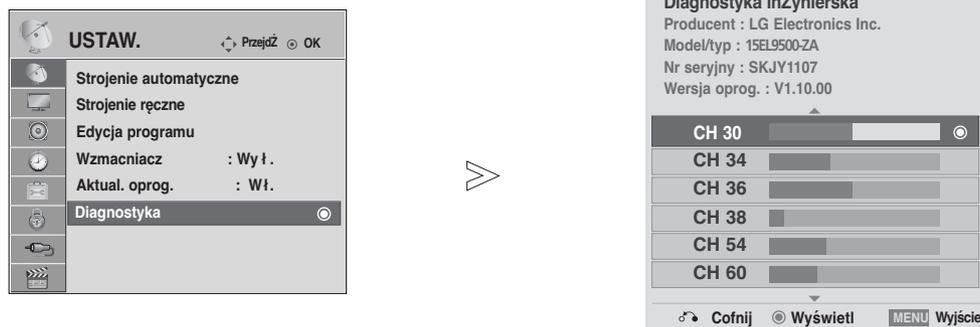 USTAW.
PrzejdŹ OK
Strojenie automatyczne
Strojenie ręczne
Edycja programu
Wzmacniacz : Wył.
Aktual. oprog. : Wł.
Diagnostyka
Diagnostyka inŻynierska
Producent : LG Electronics Inc.
Model/typ : 15EL9500-ZA
Nr seryjny : SKJY1107
Wersja oprog. : V1.10.00
CH 30
CH 34
CH 36
CH 38
CH 54
CH 60
Cofnij Wyświetl MENU Wyjście